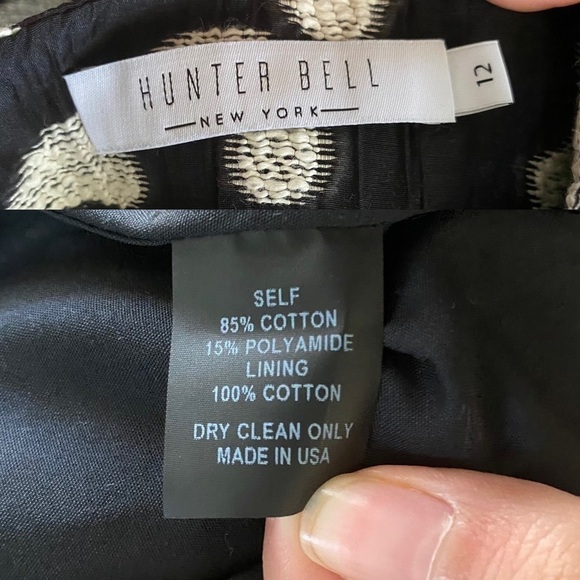 HUNTER BELL
NEW YORK
12
SELF
85% COTTON
15% POLYAMIDE
LINING
100% COTTON
DRY CLEAN ONLY
MADE IN USA